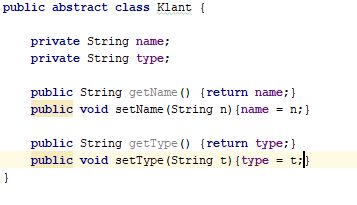 public abstract class Klant {
private String name;
private String type;
public String getName() {return name;}
public void setName(String n){name = n;}
public String getType() {return type;}
public void setType(String t){type = t;}
}